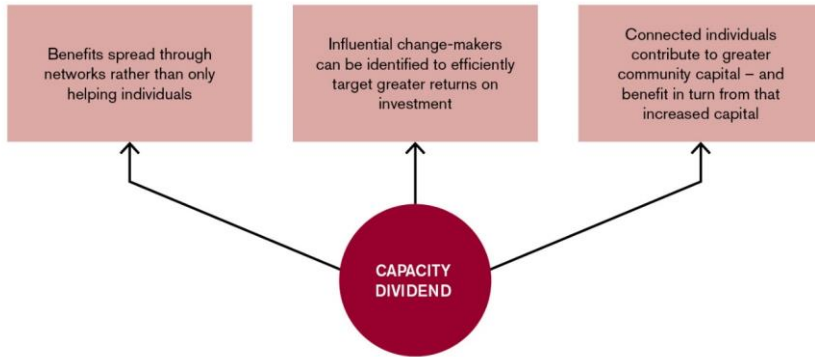 Benefits spread through
networks rather than only
helping individuals
Influential change-makers
can be identified to efficiently
target greater returns on
investment
Connected individuals
contribute to greater
community capital – and
benefit in turn from that
increased capital
CAPACITY
DIVIDEND